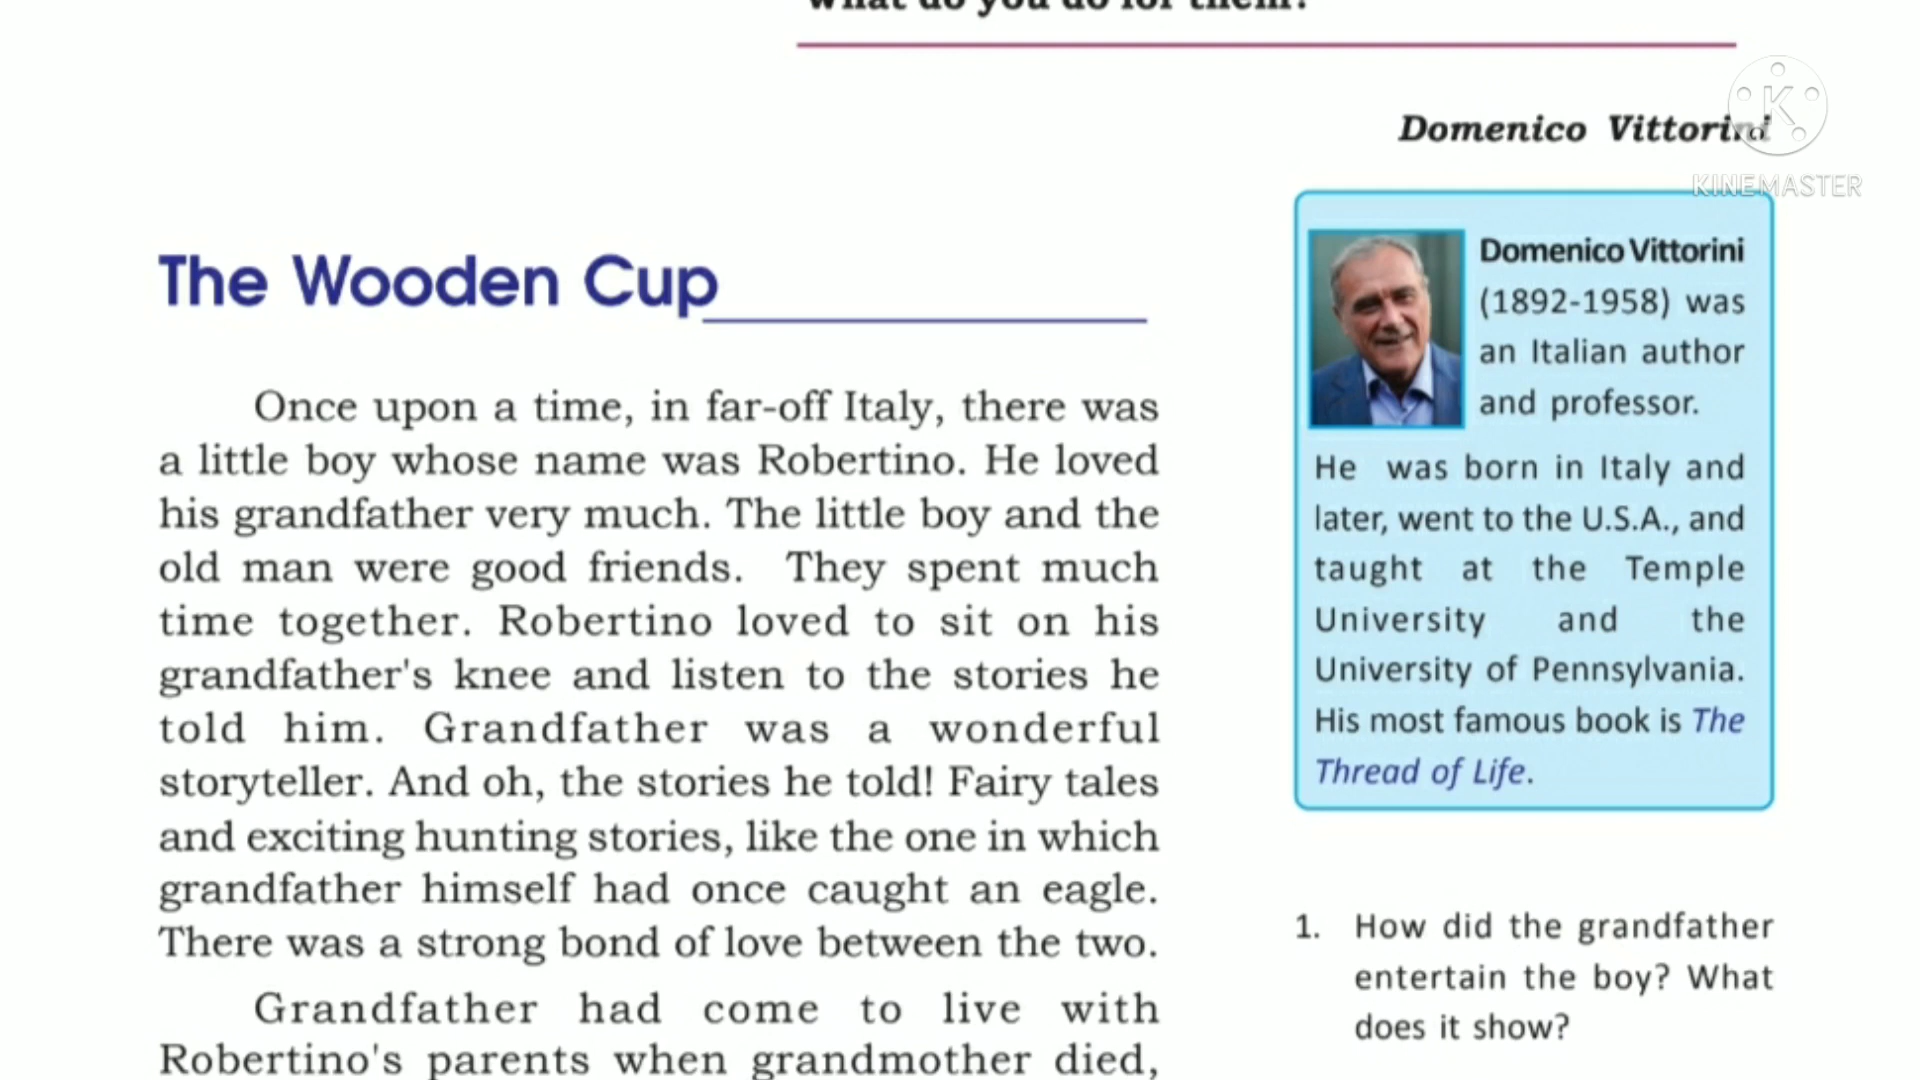 what do you do for them?
Domenico Vittorini
K
KINEMASTER
The Wooden Cup
Once upon a time, in far-off Italy, there was
a little boy whose name was Robertino. He loved
his grandfather very much. The little boy and the
old man were good friends. They spent much
time together. Robertino loved to sit on his
grandfather's knee and listen to the stories he
told him. Grandfather was a wonderful
storyteller. And oh, the stories he told! Fairy tales
and exciting hunting stories, like the one in which
grandfather himself had once caught an eagle.
There was a strong bond of love between the two.
Grandfather had come to live with
Robertino's parents when grandmother died,
Domenico Vittorini
(1892-1958) was
an Italian author
and professor.
He was born in Italy and
later, went to the U.S.A., and
taught at the Temple
University and the
University of Pennsylvania.
His most famous book is The
Thread of Life.
1. How did the grandfather
entertain the boy? What
does it show?